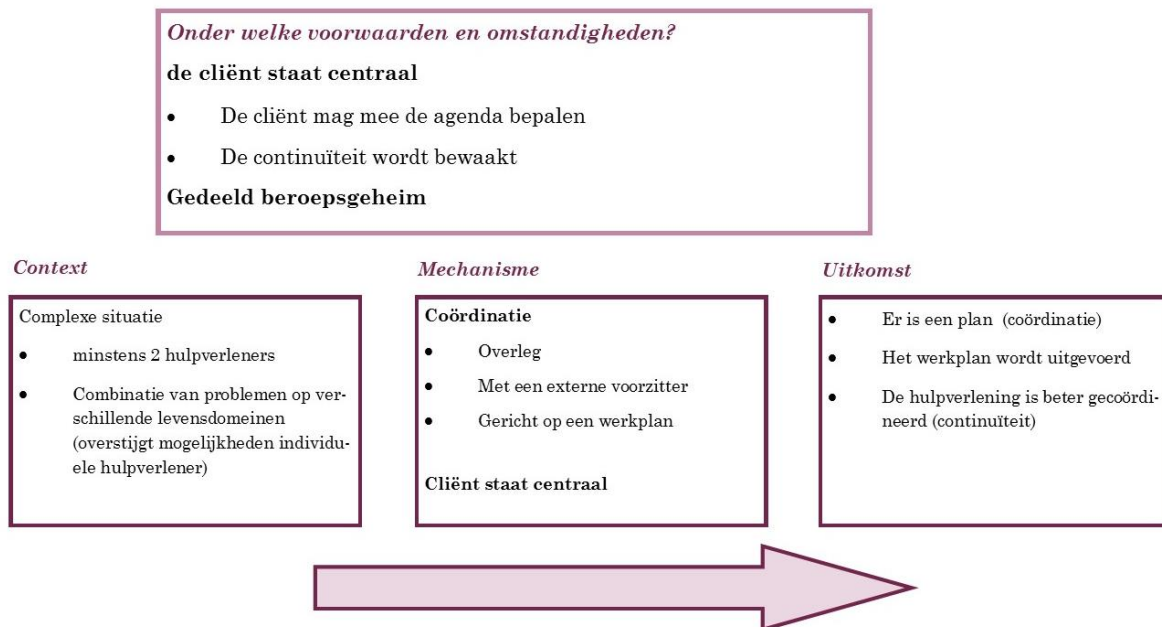 Onder welke voorwaarden en omstandigheden?
de cliënt staat centraal
• De cliënt mag mee de agenda bepalen
• De continuïteit wordt bewaakt
Gedeeld beroepsgeheim
Context
Complexe situatie
• minstens 2 hulpverleners
• Combinatie van problemen op ver-
schillende levensdomeinen
(overstijgt mogelijkheden individu-
ele hulpverlener)
Mechanisme
Coördinatie
• Overleg
• Met een externe voorzitter
• Gericht op een werkplan
Cliënt staat centraal
Uitkomst
• Er is een plan (coördinatie)
• Het werkplan wordt uitgevoerd
• De hulpverlening is beter gecoördi-
neerd (continuïteit)